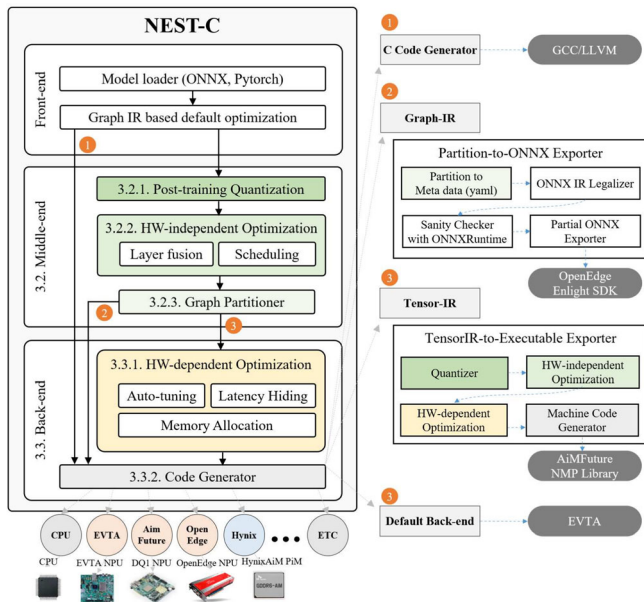 NEST-C
Front-end
Model loader (ONNX, Pytorch)
Graph IR based default optimization
1
3.2. Middle-end
3.2.1. Post-training Quantization
3.2.2. HW-independent Optimization
Layer fusion
Scheduling
3.2.3. Graph Partitioner
2
3
3.3. Back-end
3.3.1. HW-dependent Optimization
Auto-tuning
Latency Hiding
Memory Allocation
3.3.2. Code Generator
CPU
EVTA
Aim
Future
Open
Edge
Hynix
ETC
CPU
EVTA NPU
DQ1 NPU
OpenEdge NPU
HynixAiM PiM
GDDR6-AiM
1
C Code Generator
GCC/LLVM
2
Graph-IR
Partition-to-ONNX Exporter
Partition to
Meta data (yaml)
ONNX IR Legalizer
Sanity Checker
with ONNXRuntime
Partial ONNX
Exporter
OpenEdge
Enlight SDK
3
Tensor-IR
TensorIR-to-Executable Exporter
Quantizer
HW-independent
Optimization
HW-dependent
Optimization
Machine Code
Generator
AiMFuture
NMP Library
3
Default Back-end
EVTA